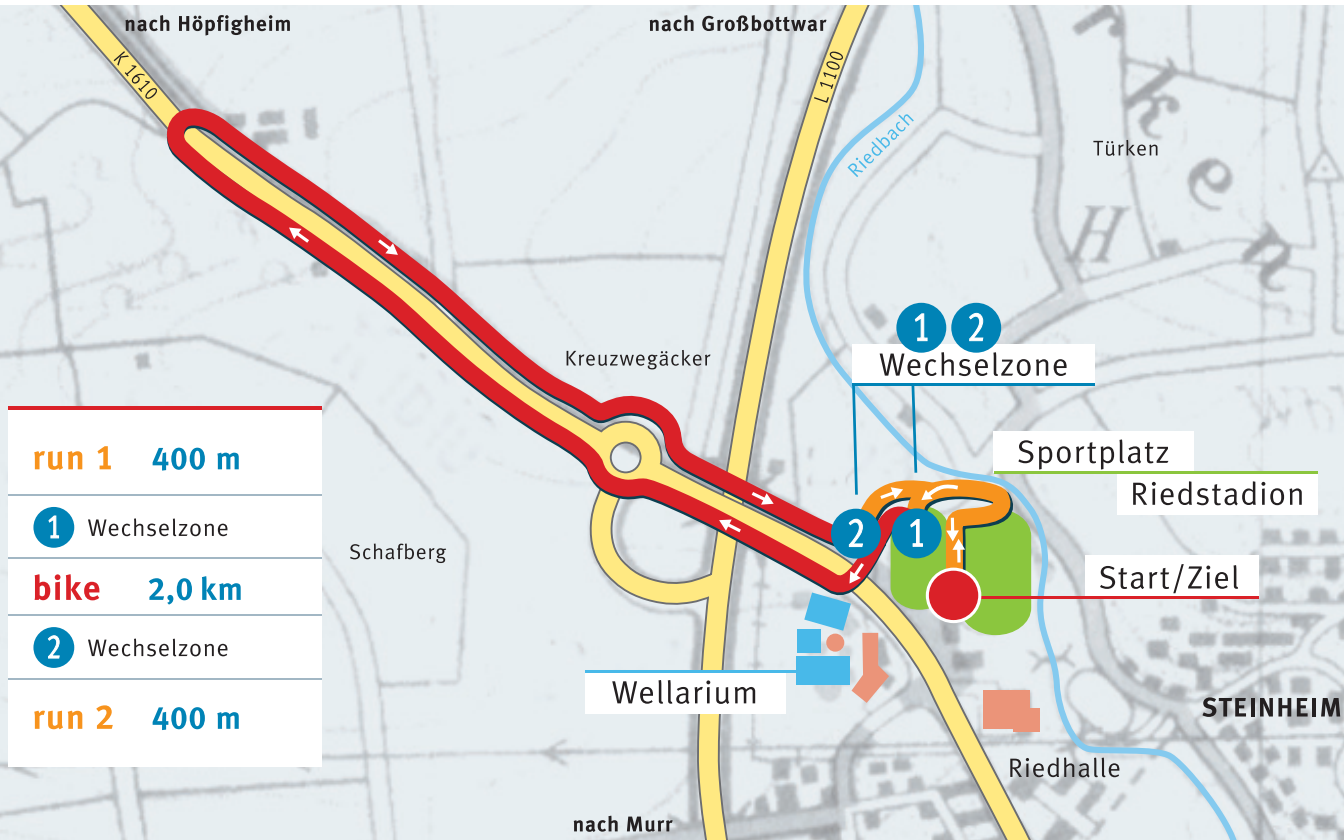 nach Höpfigheim
nach Großbottwar
K 1610
L 1100
Riedbach
Türken
r
k
e
n
H
1 2
Wechselzone
Kreuzwegäcker
Sportplatz
Riedstadion
2
1
Start/Ziel
Schafberg
run 1 400 m
1 Wechselzone
bike 2,0 km
2 Wechselzone
run 2 400 m
Wellarium
STEINHEIM
Riedhalle
nach Murr